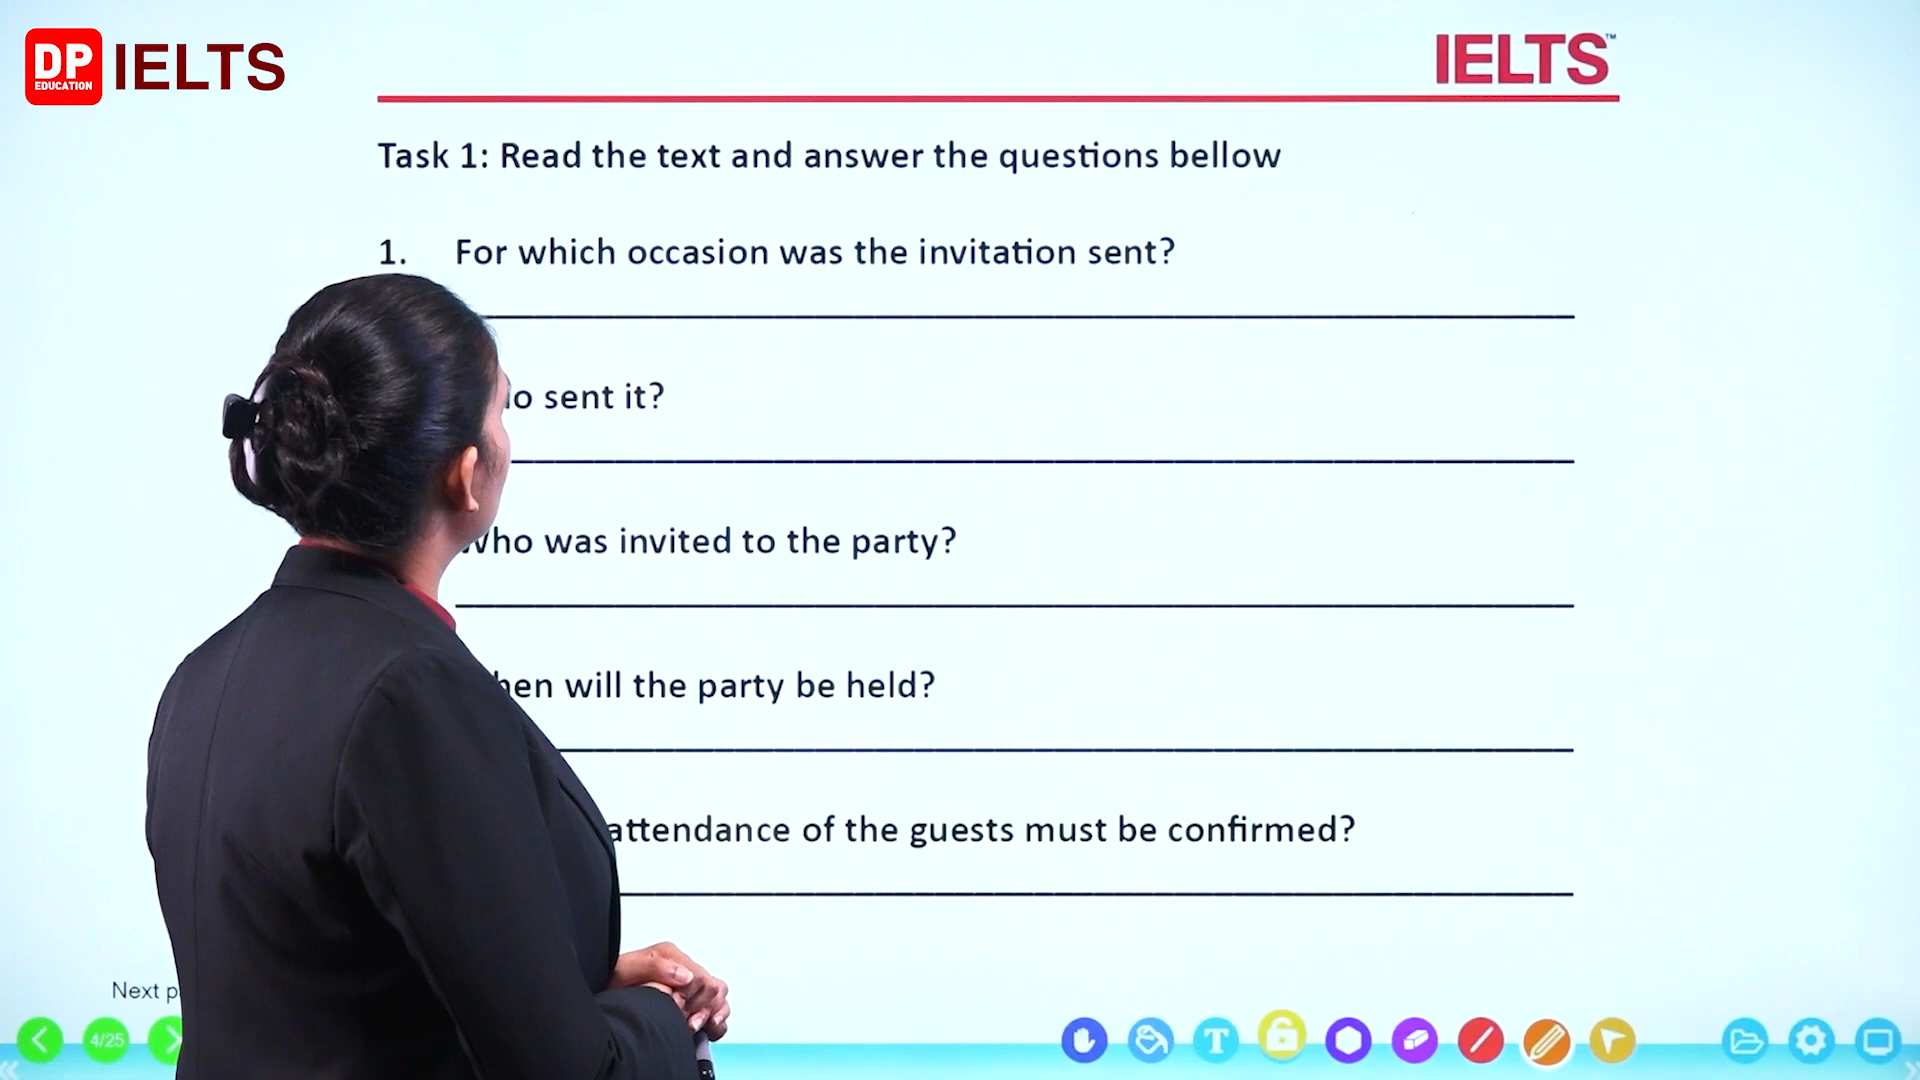 DP
EDUCATION
IELTS
IELTS™
Task 1: Read the text and answer the questions bellow
1. For which occasion was the invitation sent?
sent it?
Who was invited to the party?
will the party be held?
attendance of the guests must be confirmed?
Next
4/25
T